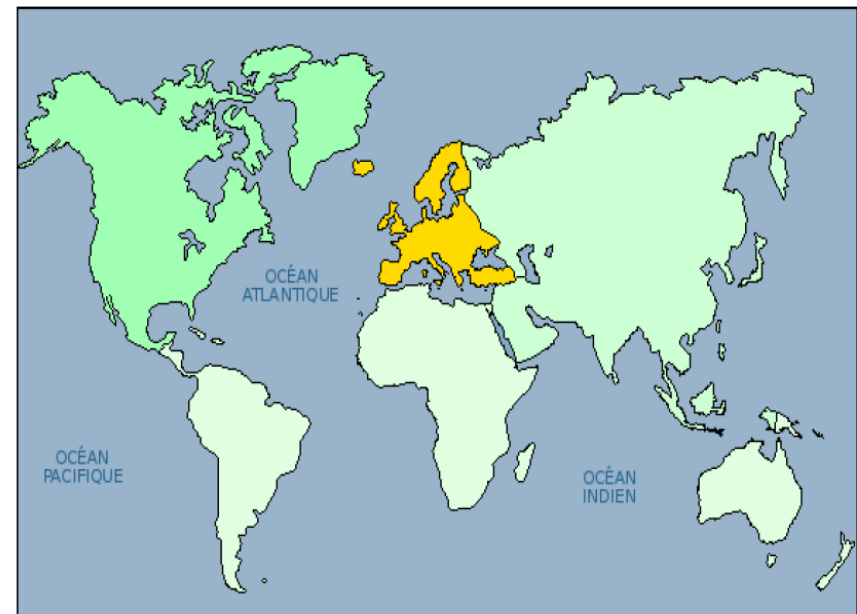 OCÉAN
ATLANTIQUE
OCÉAN
PACIFIQUE
OCÉAN
INDIEN